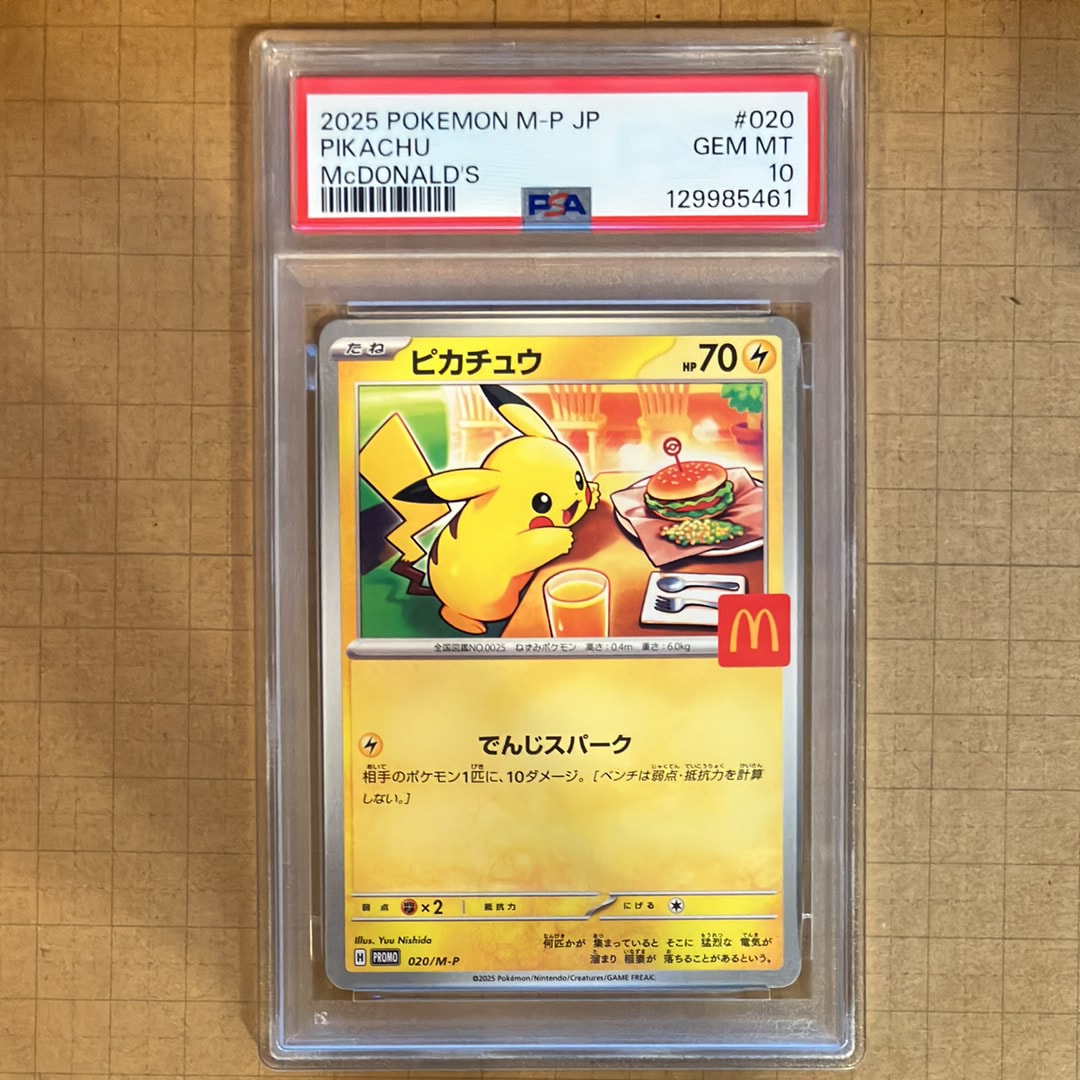 2025 POKEMON M-P JP #020
PIKACHU GEM MT
McDONALD'S 10
PSA 129985461
たね ピカチュウ HP70
全国図鑑NO.0025 ねずみポケモン 高さ:0.4m 重さ:6.0kg
でんじスパーク
相手のポケモン1匹に、10ダメージ。[ベンチは弱点・抵抗力を計算
しない。]
弱点 ×2 抵抗力 にげる
Illus. Yuu Nishida
何匹かが 集まっていると そこに 猛烈な 電気が
溜まり 稲妻が 落ちることがあるという。
H PROMO 020/M-P
©2025 Pokémon/Nintendo/Creatures/GAME FREAK.